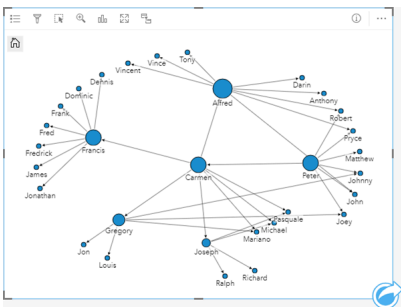 Tony
Vince
Vincent
Dennis
Darin
Dominic
Alfred
Anthony
Frank
Robert
Fred
Pryce
Francis
Fredrick
Matthew
James
Carmen
Peter
Johnny
Jonathan
John
Pasquale
Joey
Gregory
Michael
Mariano
Jon
Joseph
Louis
Richard
Ralph